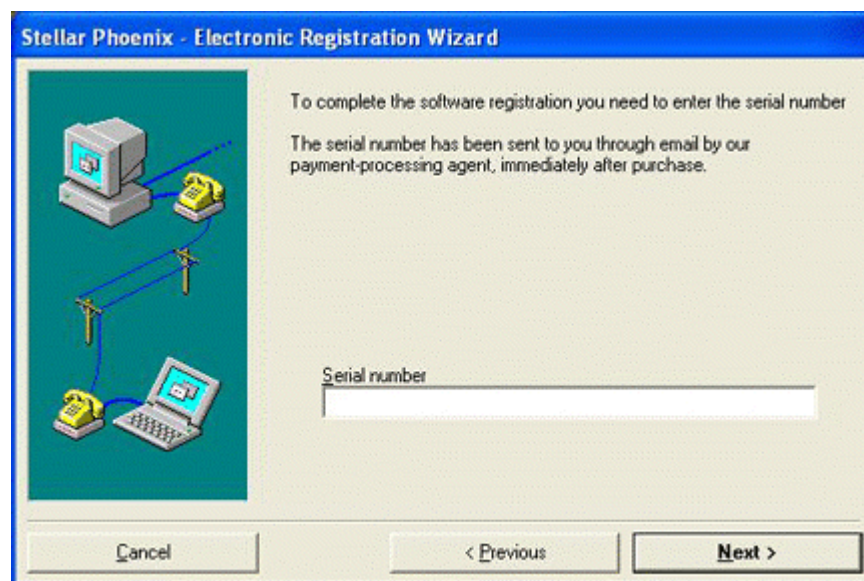 Stellar Phoenix - Electronic Registration Wizard
To complete the software registration you need to enter the serial number
The serial number has been sent to you through email by our
payment-processing agent, immediately after purchase.
Serial number
Cancel
< Previous
Next >